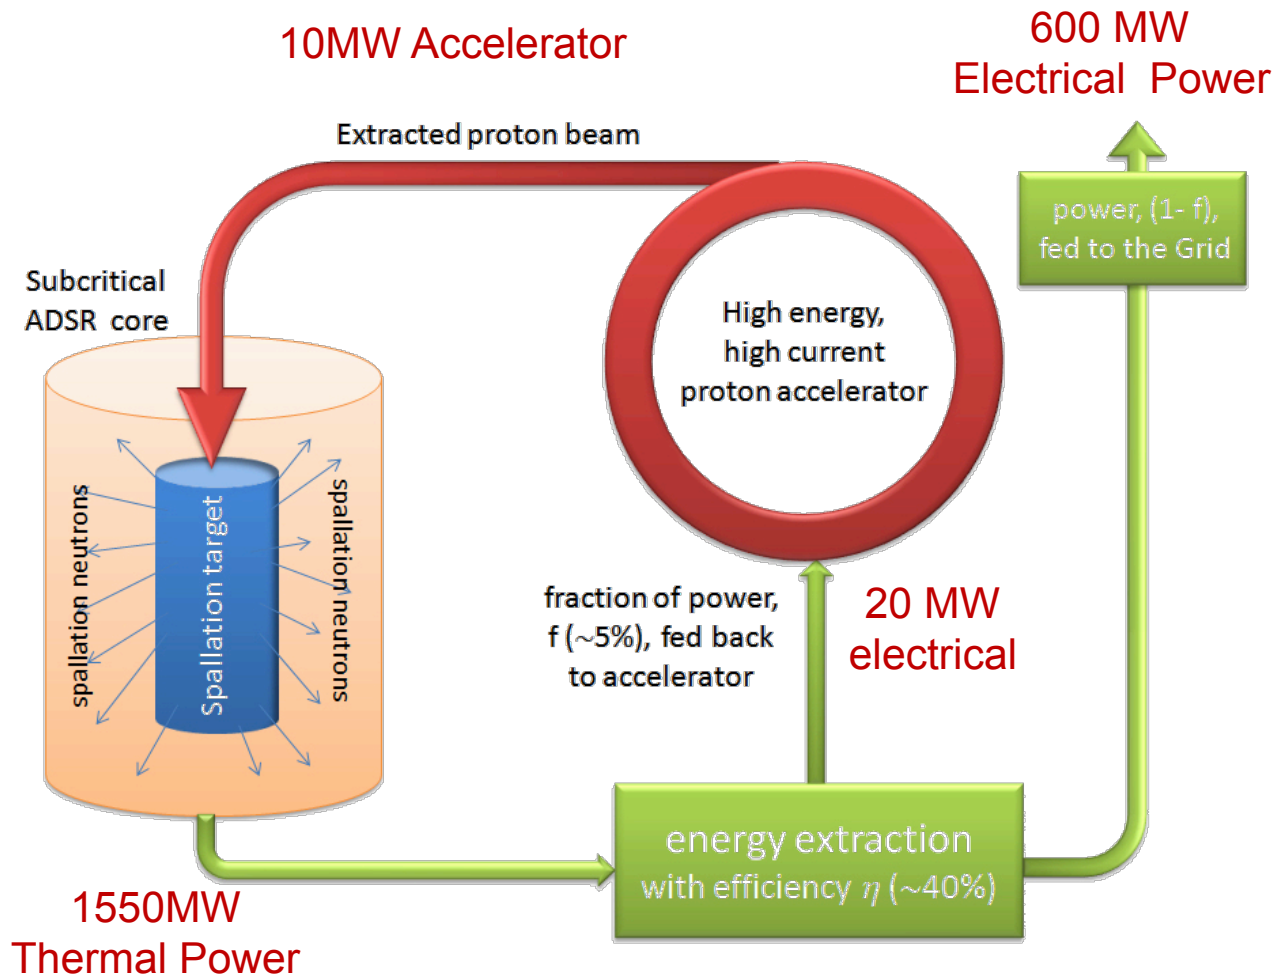 10MW Accelerator
600 MW
Electrical Power
Extracted proton beam
power, (1- f),
fed to the Grid
Subcritical
ADSR core
High energy,
high current
proton accelerator
spallation neutrons
Spallation target
spallation neutrons
fraction of power,
f (~5%), fed back
to accelerator
20 MW
electrical
energy extraction
with efficiency η (~40%)
1550MW
Thermal Power